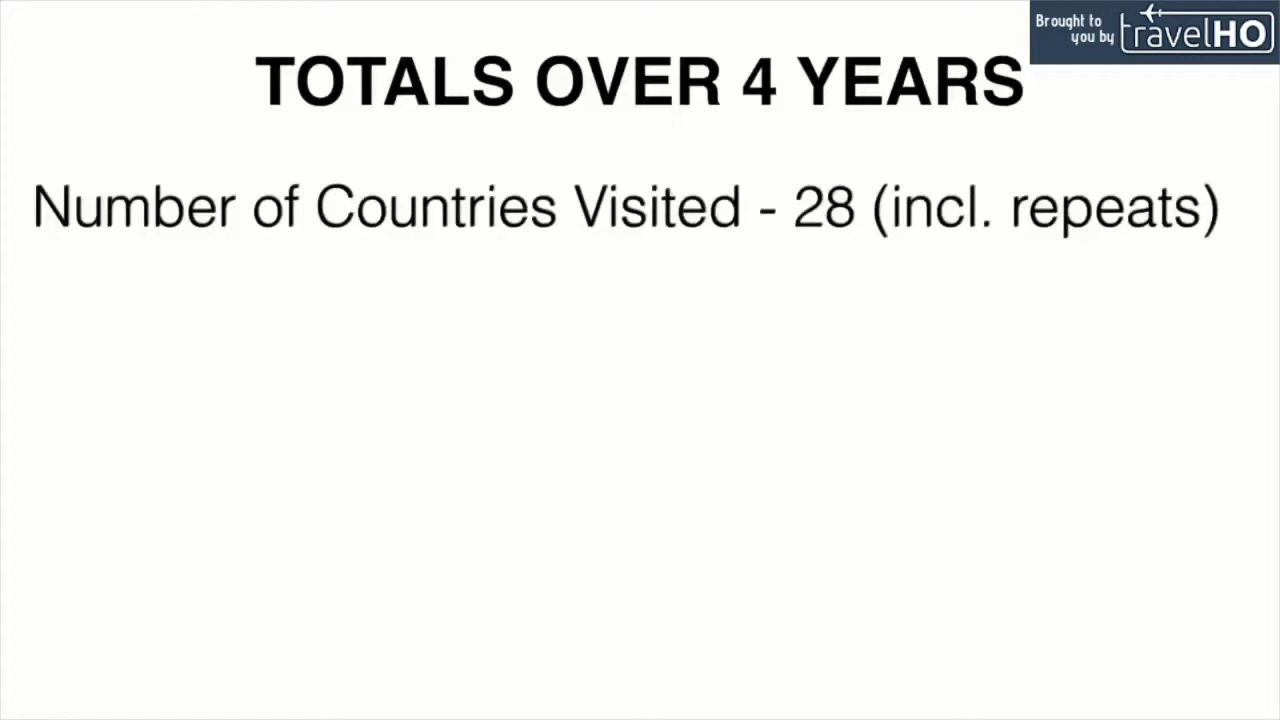 Brought to
you by travelHO
TOTALS OVER 4 YEARS
Number of Countries Visited - 28 (incl. repeats)